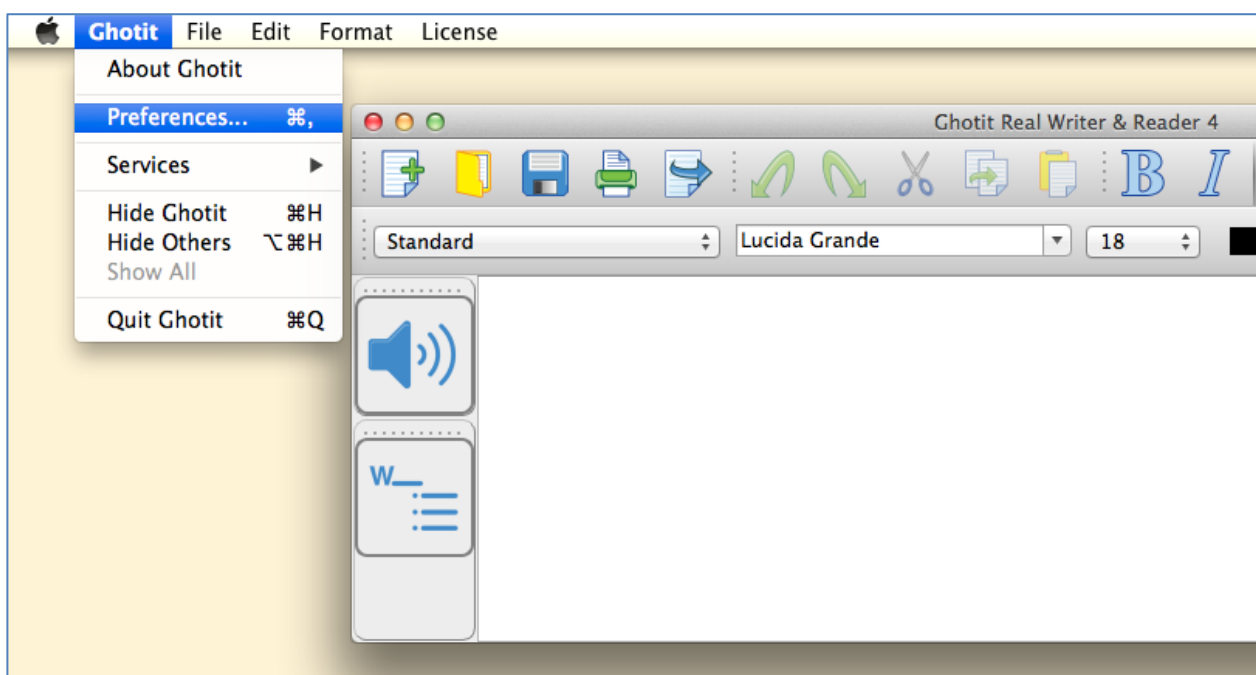 Ghotit File Edit Format License
About Ghotit
Preferences... ⌘,
Services
Hide Ghotit ⌘H
Hide Others ⌥⌘H
Show All
Quit Ghotit ⌘Q
Ghotit Real Writer & Reader 4
B I
Standard Lucida Grande 18
W